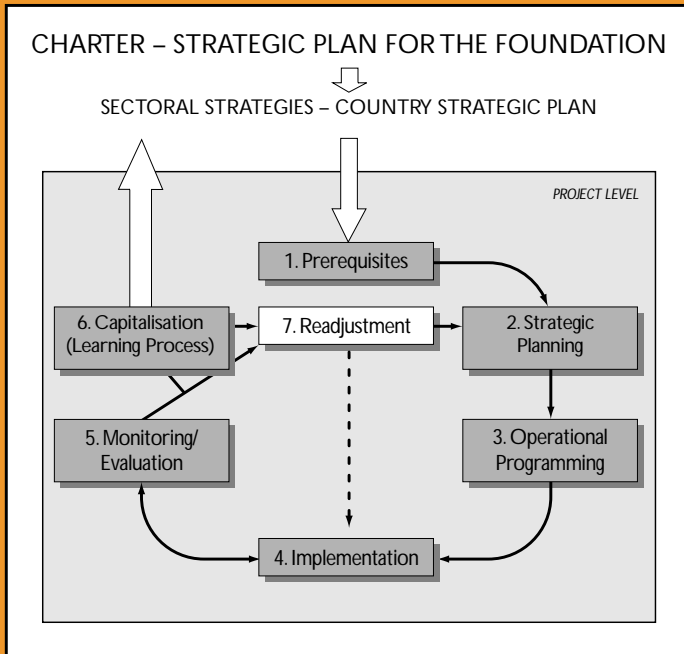 CHARTER – STRATEGIC PLAN FOR THE FOUNDATION
SECTORAL STRATEGIES – COUNTRY STRATEGIC PLAN
PROJECT LEVEL
1. Prerequisites
6. Capitalisation
(Learning Process)
7. Readjustment
2. Strategic
Planning
5. Monitoring/
Evaluation
3. Operational
Programming
4. Implementation